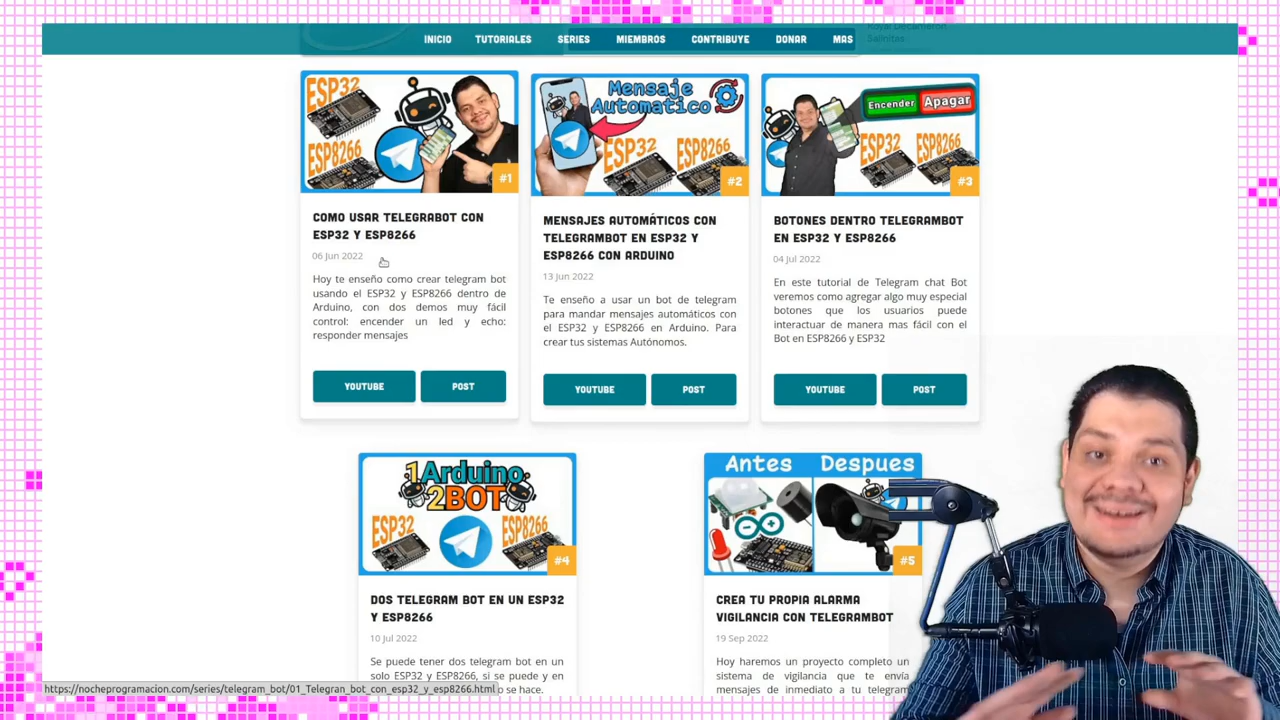 Royal Decameron
Salinitas
INICIO TUTORIALES SERIES MIEMBROS CONTRIBUYE DONAR MAS
ESP32
ESP8266
#1
Mensaje
Automatico
ESP32
ESP8266
#2
Encender Apagar
ESP8266
ESP32
#3
COMO USAR TELEGRABOT CON
ESP32 Y ESP8266
06 Jun 2022
Hoy te enseño como crear telegram bot
usando el ESP32 y ESP8266 dentro de
Arduino, con dos demos muy fácil
control: encender un led y echo:
responder mensajes
YOUTUBE POST
MENSAJES AUTOMÁTICOS CON
TELEGRAMBOT EN ESP32 Y
ESP8266 CON ARDUINO
13 Jun 2022
Te enseño a usar un bot de telegram
para mandar mensajes automáticos con
el ESP32 y ESP8266 en Arduino. Para
crear tus sistemas Autónomos.
YOUTUBE POST
BOTONES DENTRO TELEGRAMBOT
EN ESP32 Y ESP8266
04 Jul 2022
En este tutorial de Telegram chat Bot
veremos como agregar algo muy especial
botones que los usuarios puede
interactuar de manera mas fácil con el
Bot en ESP8266 y ESP32
YOUTUBE POST
1Arduino
2BOT
ESP32
ESP8266
#4
Antes Despues
#5
DOS TELEGRAM BOT EN UN ESP32
Y ESP8266
10 Jul 2022
Se puede tener dos telegram bot en un
solo ESP32 y ESP8266, si se puede y en
o se hace.
CREA TU PROPIA ALARMA
VIGILANCIA CON TELEGRAMBOT
19 Sep 2022
Hoy haremos un proyecto completo un
sistema de vigilancia que te envía
mensajes de inmediato a tu telegram
https://nocheprogramacion.com/series/telegram_bot/01_Telegran_bot_con_esp32_y_esp8266.html